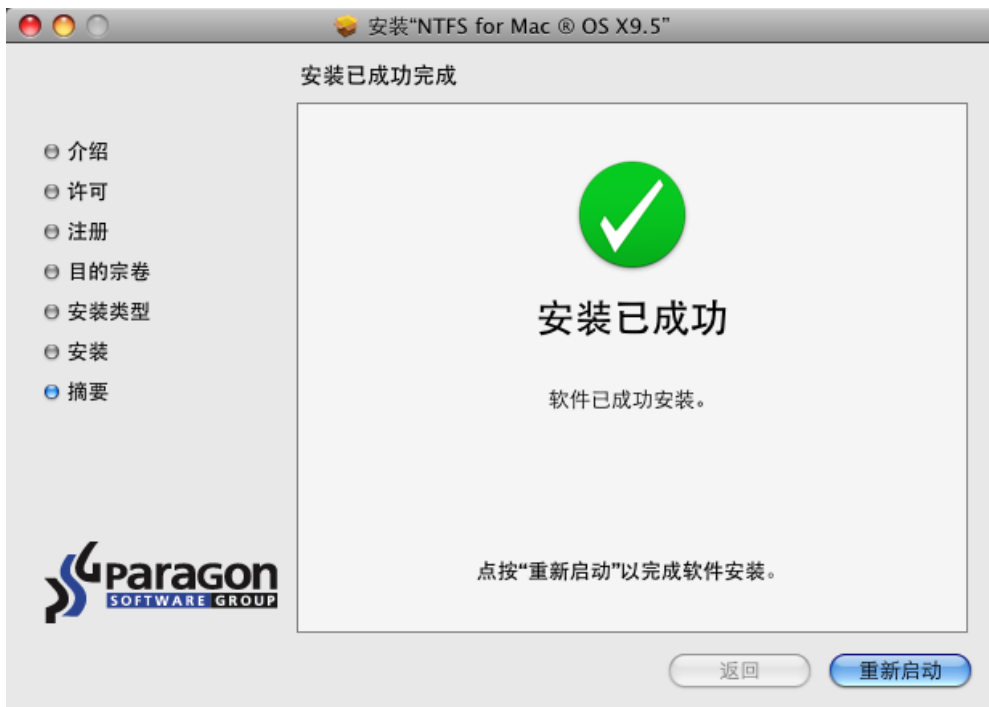 安装“NTFS for Mac ® OS X9.5”
安装已成功完成
介绍
许可
注册
目的宗卷
安装类型
安装
摘要
安装已成功
软件已成功安装。
点按“重新启动”以完成软件安装。
Paragon
SOFTWARE GROUP
返回
重新启动